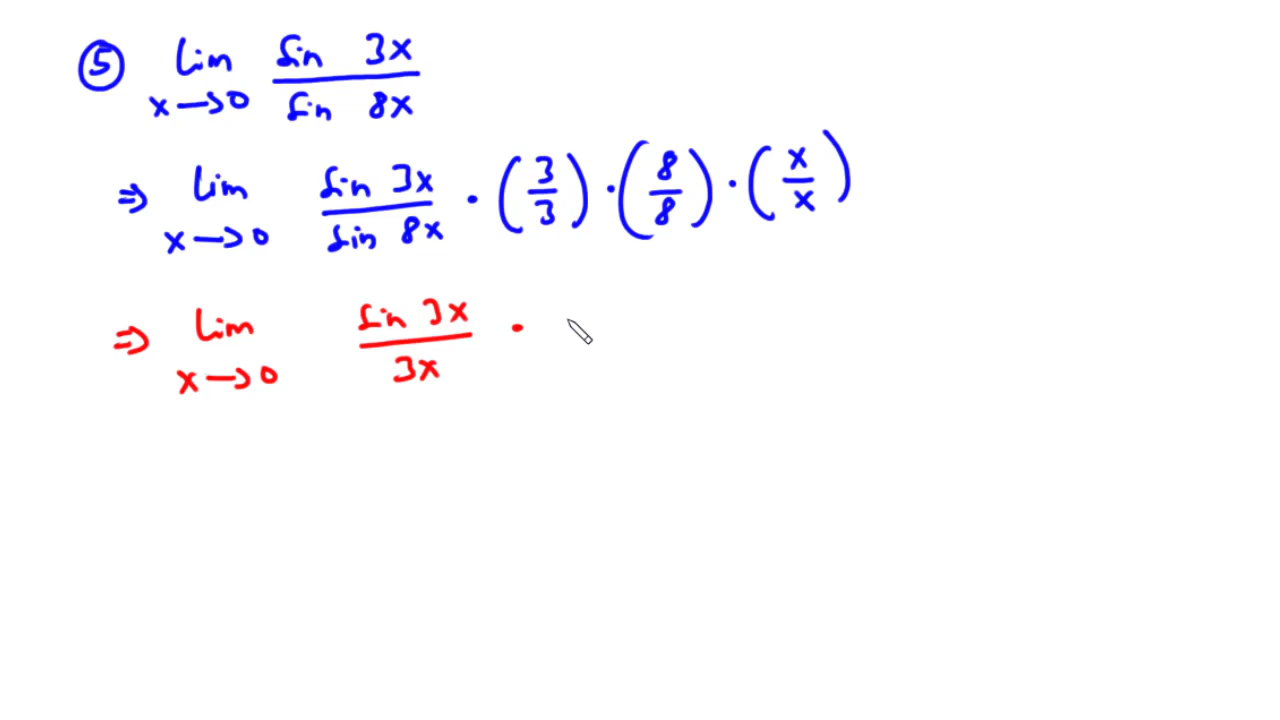 ⑤ lim x→0 sin 3x / sin 8x
⇒ lim x→0 sin 3x / sin 8x · (3/3) · (8/8) · (x/x)
⇒ lim x→0 sin 3x / 3x ·